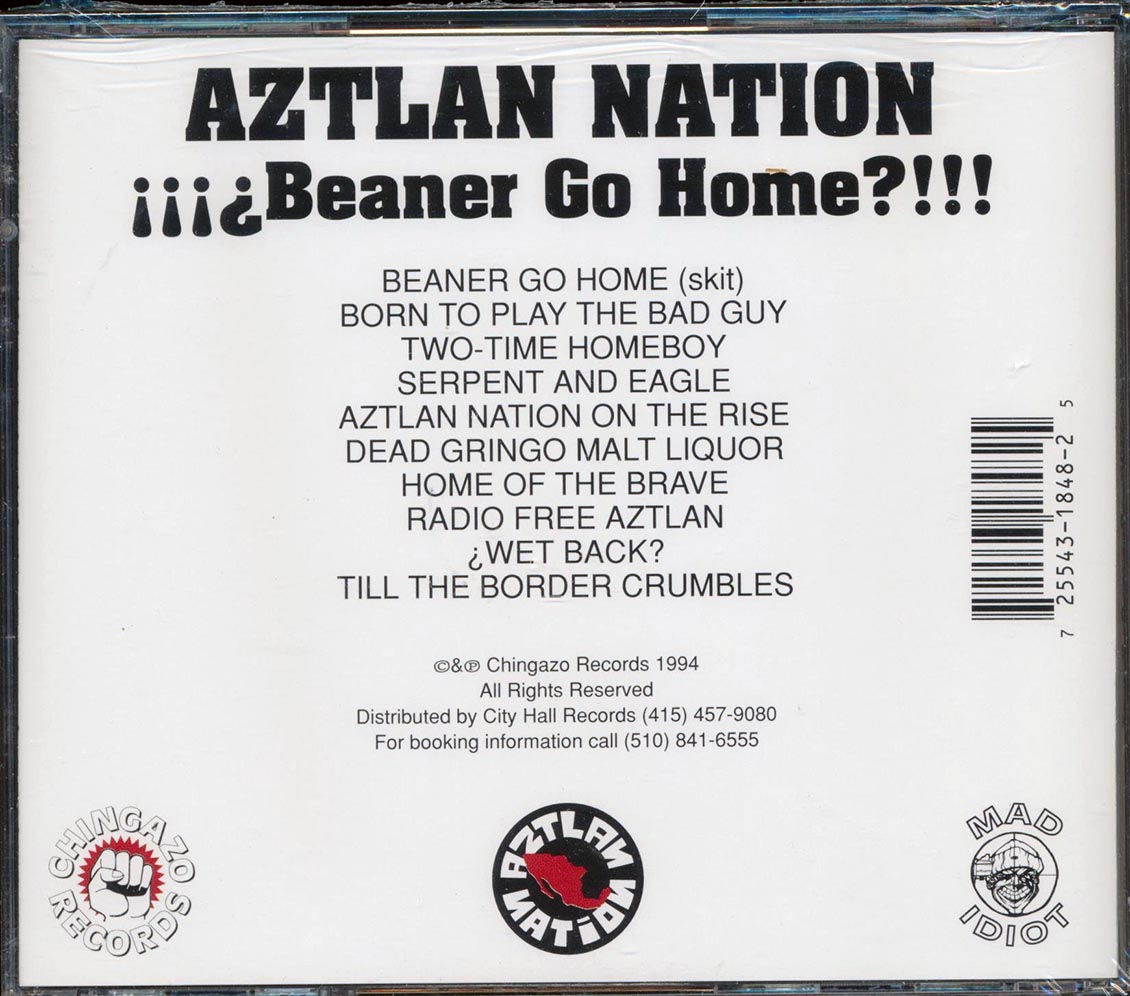 AZTLAN NATION
¡¡¡¿Beaner Go Home?!!!
BEANER GO HOME (skit)
BORN TO PLAY THE BAD GUY
TWO-TIME HOMEBOY
SERPENT AND EAGLE
AZTLAN NATION ON THE RISE
DEAD GRINGO MALT LIQUOR
HOME OF THE BRAVE
RADIO FREE AZTLAN
¿WET BACK?
TILL THE BORDER CRUMBLES
7 25543-1848-2 5
©&℗ Chingazo Records 1994
All Rights Reserved
Distributed by City Hall Records (415) 457-9080
For booking information call (510) 841-6555
CHINGAZO
RECORDS
AZTLAN
NATION
MAD
IDIOT